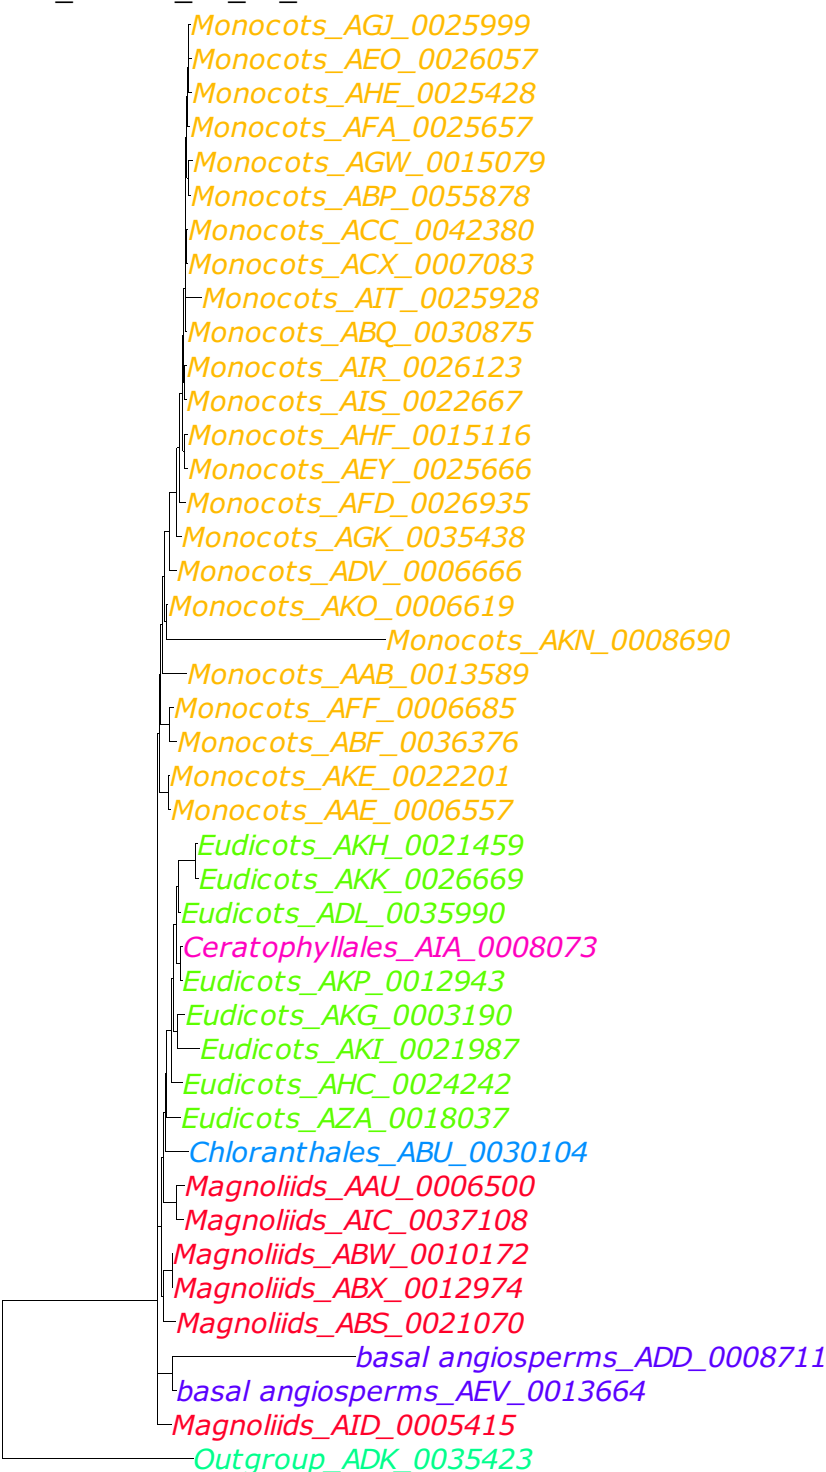 Monocots_AGJ_0025999
Monocots_AEO_0026057
Monocots_AHE_0025428
Monocots_AFA_0025657
Monocots_AGW_0015079
Monocots_ABP_0055878
Monocots_ACC_0042380
Monocots_ACX_0007083
Monocots_AIT_0025928
Monocots_ABQ_0030875
Monocots_AIR_0026123
Monocots_AIS_0022667
Monocots_AHF_0015116
Monocots_AEY_0025666
Monocots_AFD_0026935
Monocots_AGK_0035438
Monocots_ADV_0006666
Monocots_AKO_0006619
Monocots_AKN_0008690
Monocots_AAB_0013589
Monocots_AFF_0006685
Monocots_ABF_0036376
Monocots_AKE_0022201
Monocots_AAE_0006557
Eudicots_AKH_0021459
Eudicots_AKK_0026669
Eudicots_ADL_0035990
Ceratophyllales_AIA_0008073
Eudicots_AKP_0012943
Eudicots_AKG_0003190
Eudicots_AKI_0021987
Eudicots_AHC_0024242
Eudicots_AZA_0018037
Chloranthales_ABU_0030104
Magnoliids_AAU_0006500
Magnoliids_AIC_0037108
Magnoliids_ABW_0010172
Magnoliids_ABX_0012974
Magnoliids_ABS_0021070
basal angiosperms_ADD_0008711
basal angiosperms_AEV_0013664
Magnoliids_AID_0005415
Outgroup_ADK_0035423